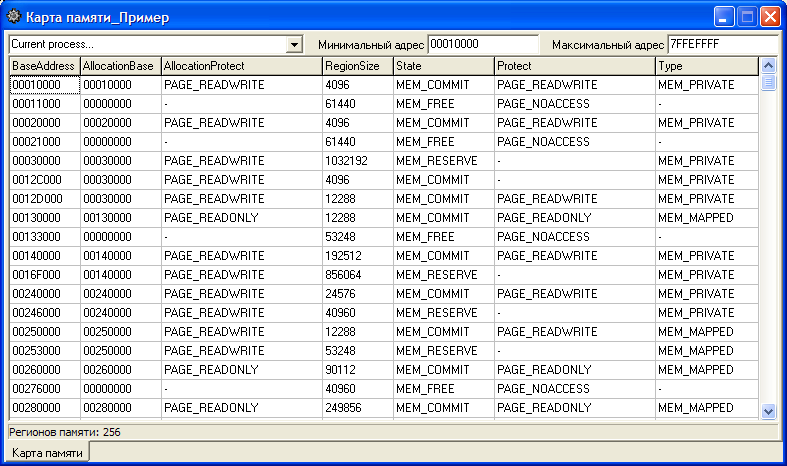 Карта памяти_Пример
Current process... Минимальный адрес 00010000 Максимальный адрес 7FFEFFFF
BaseAddress AllocationBase AllocationProtect RegionSize State Protect Type
00010000 00010000 PAGE_READWRITE 4096 MEM_COMMIT PAGE_READWRITE MEM_PRIVATE
00011000 00000000 - 61440 MEM_FREE PAGE_NOACCESS -
00020000 00020000 PAGE_READWRITE 4096 MEM_COMMIT PAGE_READWRITE MEM_PRIVATE
00021000 00000000 - 61440 MEM_FREE PAGE_NOACCESS -
00030000 00030000 PAGE_READWRITE 1032192 MEM_RESERVE - MEM_PRIVATE
0012C000 00030000 PAGE_READWRITE 4096 MEM_COMMIT - MEM_PRIVATE
0012D000 00030000 PAGE_READWRITE 12288 MEM_COMMIT PAGE_READWRITE MEM_PRIVATE
00130000 00130000 PAGE_READONLY 12288 MEM_COMMIT PAGE_READONLY MEM_MAPPED
00133000 00000000 - 53248 MEM_FREE PAGE_NOACCESS -
00140000 00140000 PAGE_READWRITE 192512 MEM_COMMIT PAGE_READWRITE MEM_PRIVATE
0016F000 00140000 PAGE_READWRITE 856064 MEM_RESERVE - MEM_PRIVATE
00240000 00240000 PAGE_READWRITE 24576 MEM_COMMIT PAGE_READWRITE MEM_PRIVATE
00246000 00240000 PAGE_READWRITE 40960 MEM_RESERVE - MEM_PRIVATE
00250000 00250000 PAGE_READWRITE 12288 MEM_COMMIT PAGE_READWRITE MEM_MAPPED
00253000 00250000 PAGE_READWRITE 53248 MEM_RESERVE - MEM_MAPPED
00260000 00260000 PAGE_READONLY 90112 MEM_COMMIT PAGE_READONLY MEM_MAPPED
00276000 00000000 - 40960 MEM_FREE PAGE_NOACCESS -
00280000 00280000 PAGE_READONLY 249856 MEM_COMMIT PAGE_READONLY MEM_MAPPED
Регионов памяти: 256
Карта памяти